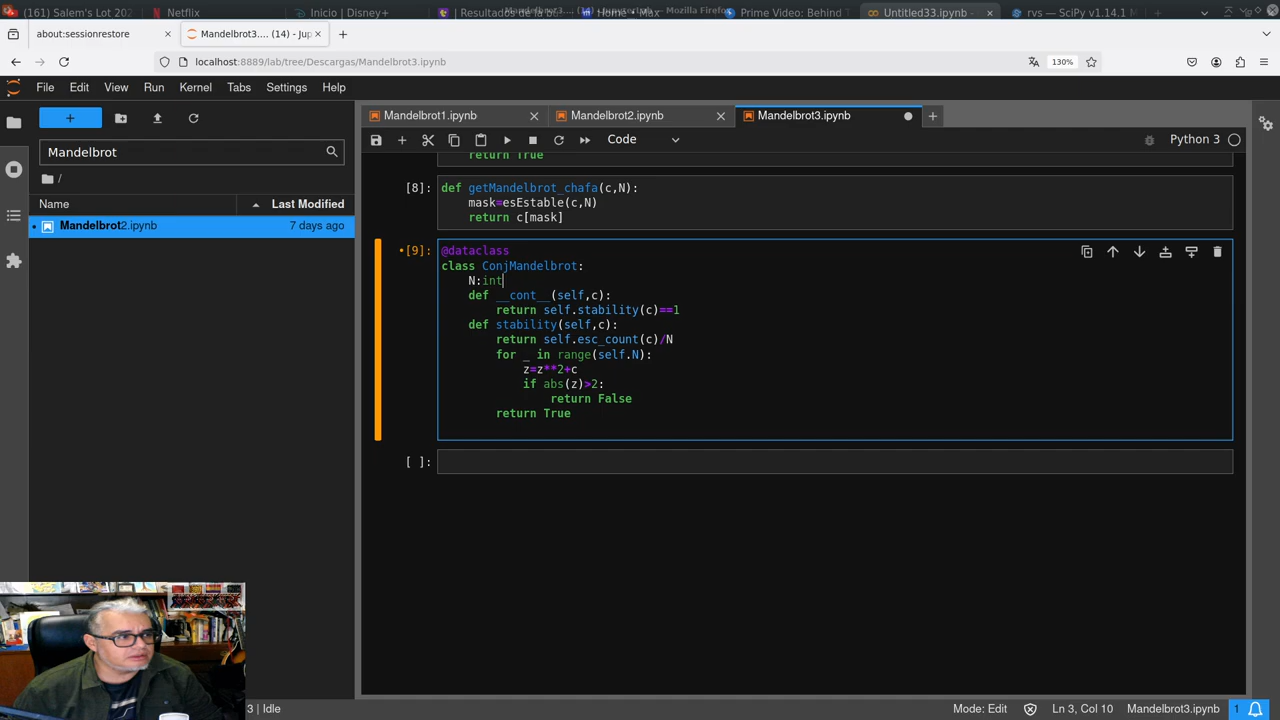 (161) Salem's Lot 202
Netflix
Inicio | Disney+
| Resultados de la bú
Home - Max
Prime Video: Behind
Untitled33.ipynb
rvs — SciPy v1.14.1 M
about:sessionrestore
Mandelbrot3.... (14) - Jup
localhost:8889/lab/tree/Descargas/Mandelbrot3.ipynb
130%
File Edit View Run Kernel Tabs Settings Help
Mandelbrot1.ipynb
Mandelbrot2.ipynb
Mandelbrot3.ipynb
Code
Python 3
Mandelbrot
/
Name Last Modified
Mandelbrot2.ipynb 7 days ago
return True
[8]: def getMandelbrot_chafa(c,N):
mask=esEstable(c,N)
return c[mask]
[9]: @dataclass
class ConjMandelbrot:
N:int
def __cont__(self,c):
return self.stability(c)==1
def stability(self,c):
return self.esc_count(c)/N
for _ in range(self.N):
z=z**2+c
if abs(z)>2:
return False
return True
[ ]:
3 | Idle
Mode: Edit
Ln 3, Col 10
Mandelbrot3.ipynb
1